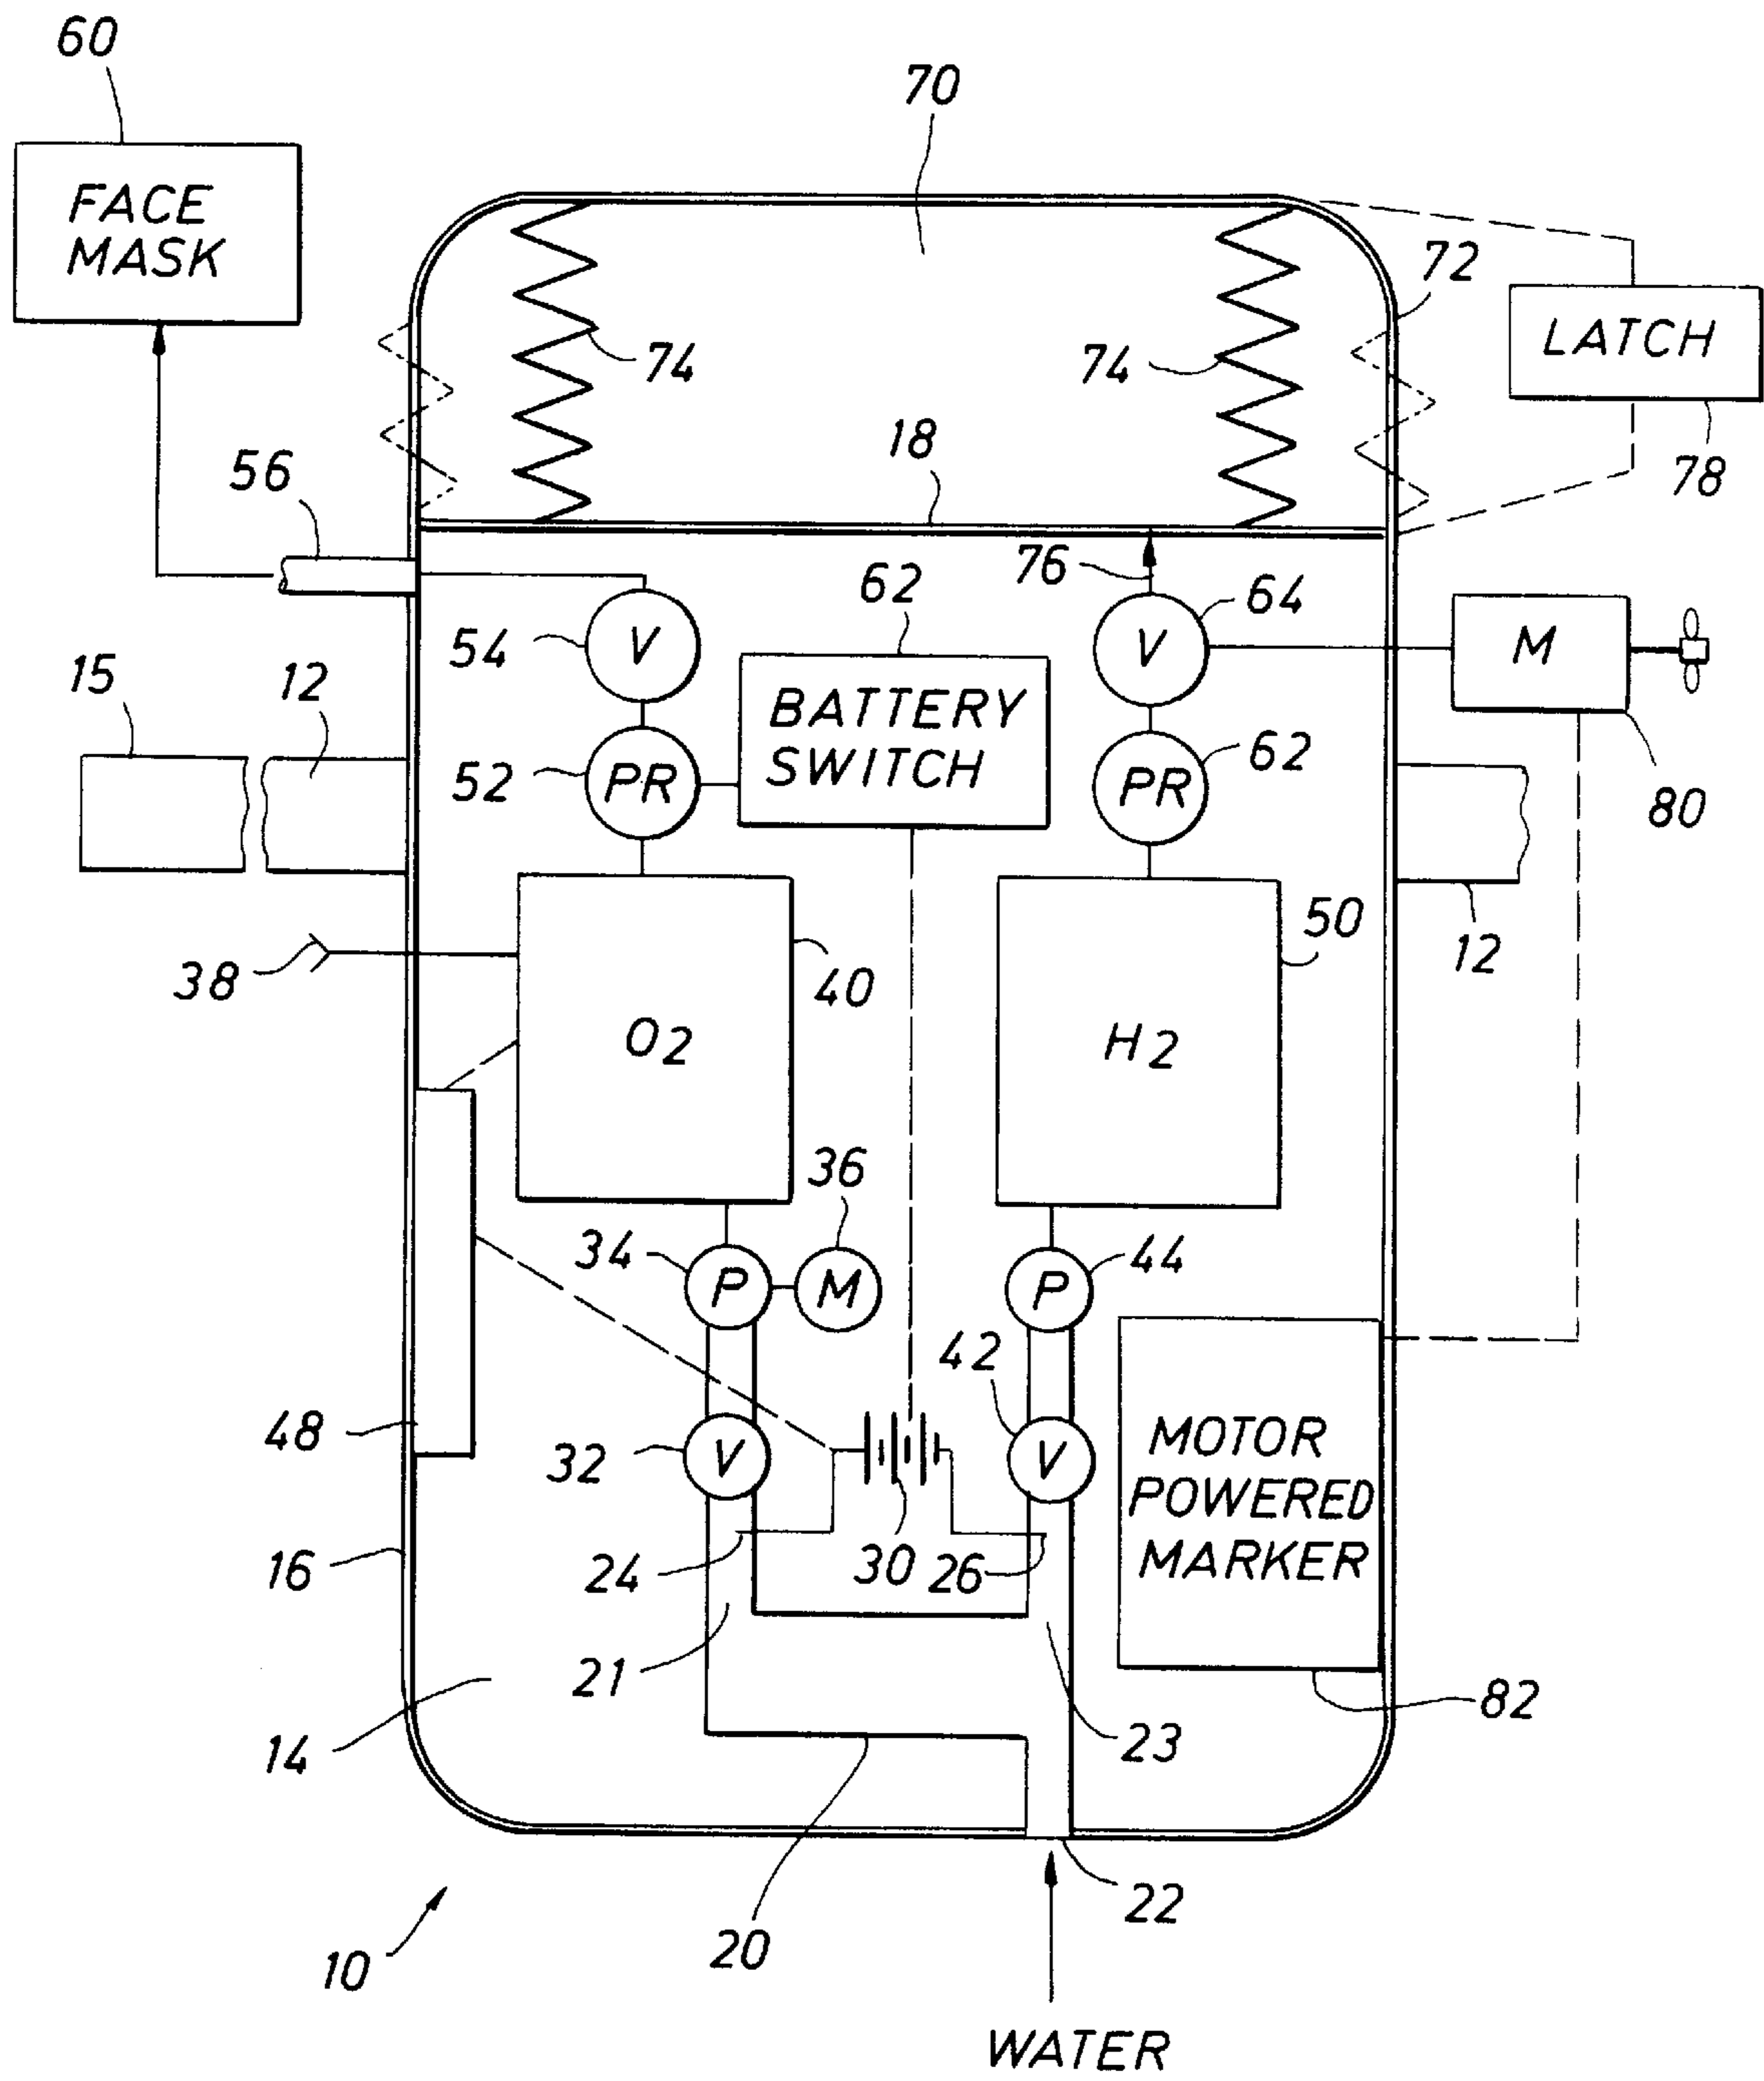 60
70
FACE
MASK
72
LATCH
74
74
18
78
56
76
62
64
54
V
V
M
15
12
BATTERY
SWITCH
52
PR
PR
62
80
50
38
40
12
O2
H2
36
34
P
M
P
44
42
48
32
V
V
MOTOR
POWERED
MARKER
16
24
30
26
21
14
23
82
22
20
10
WATER